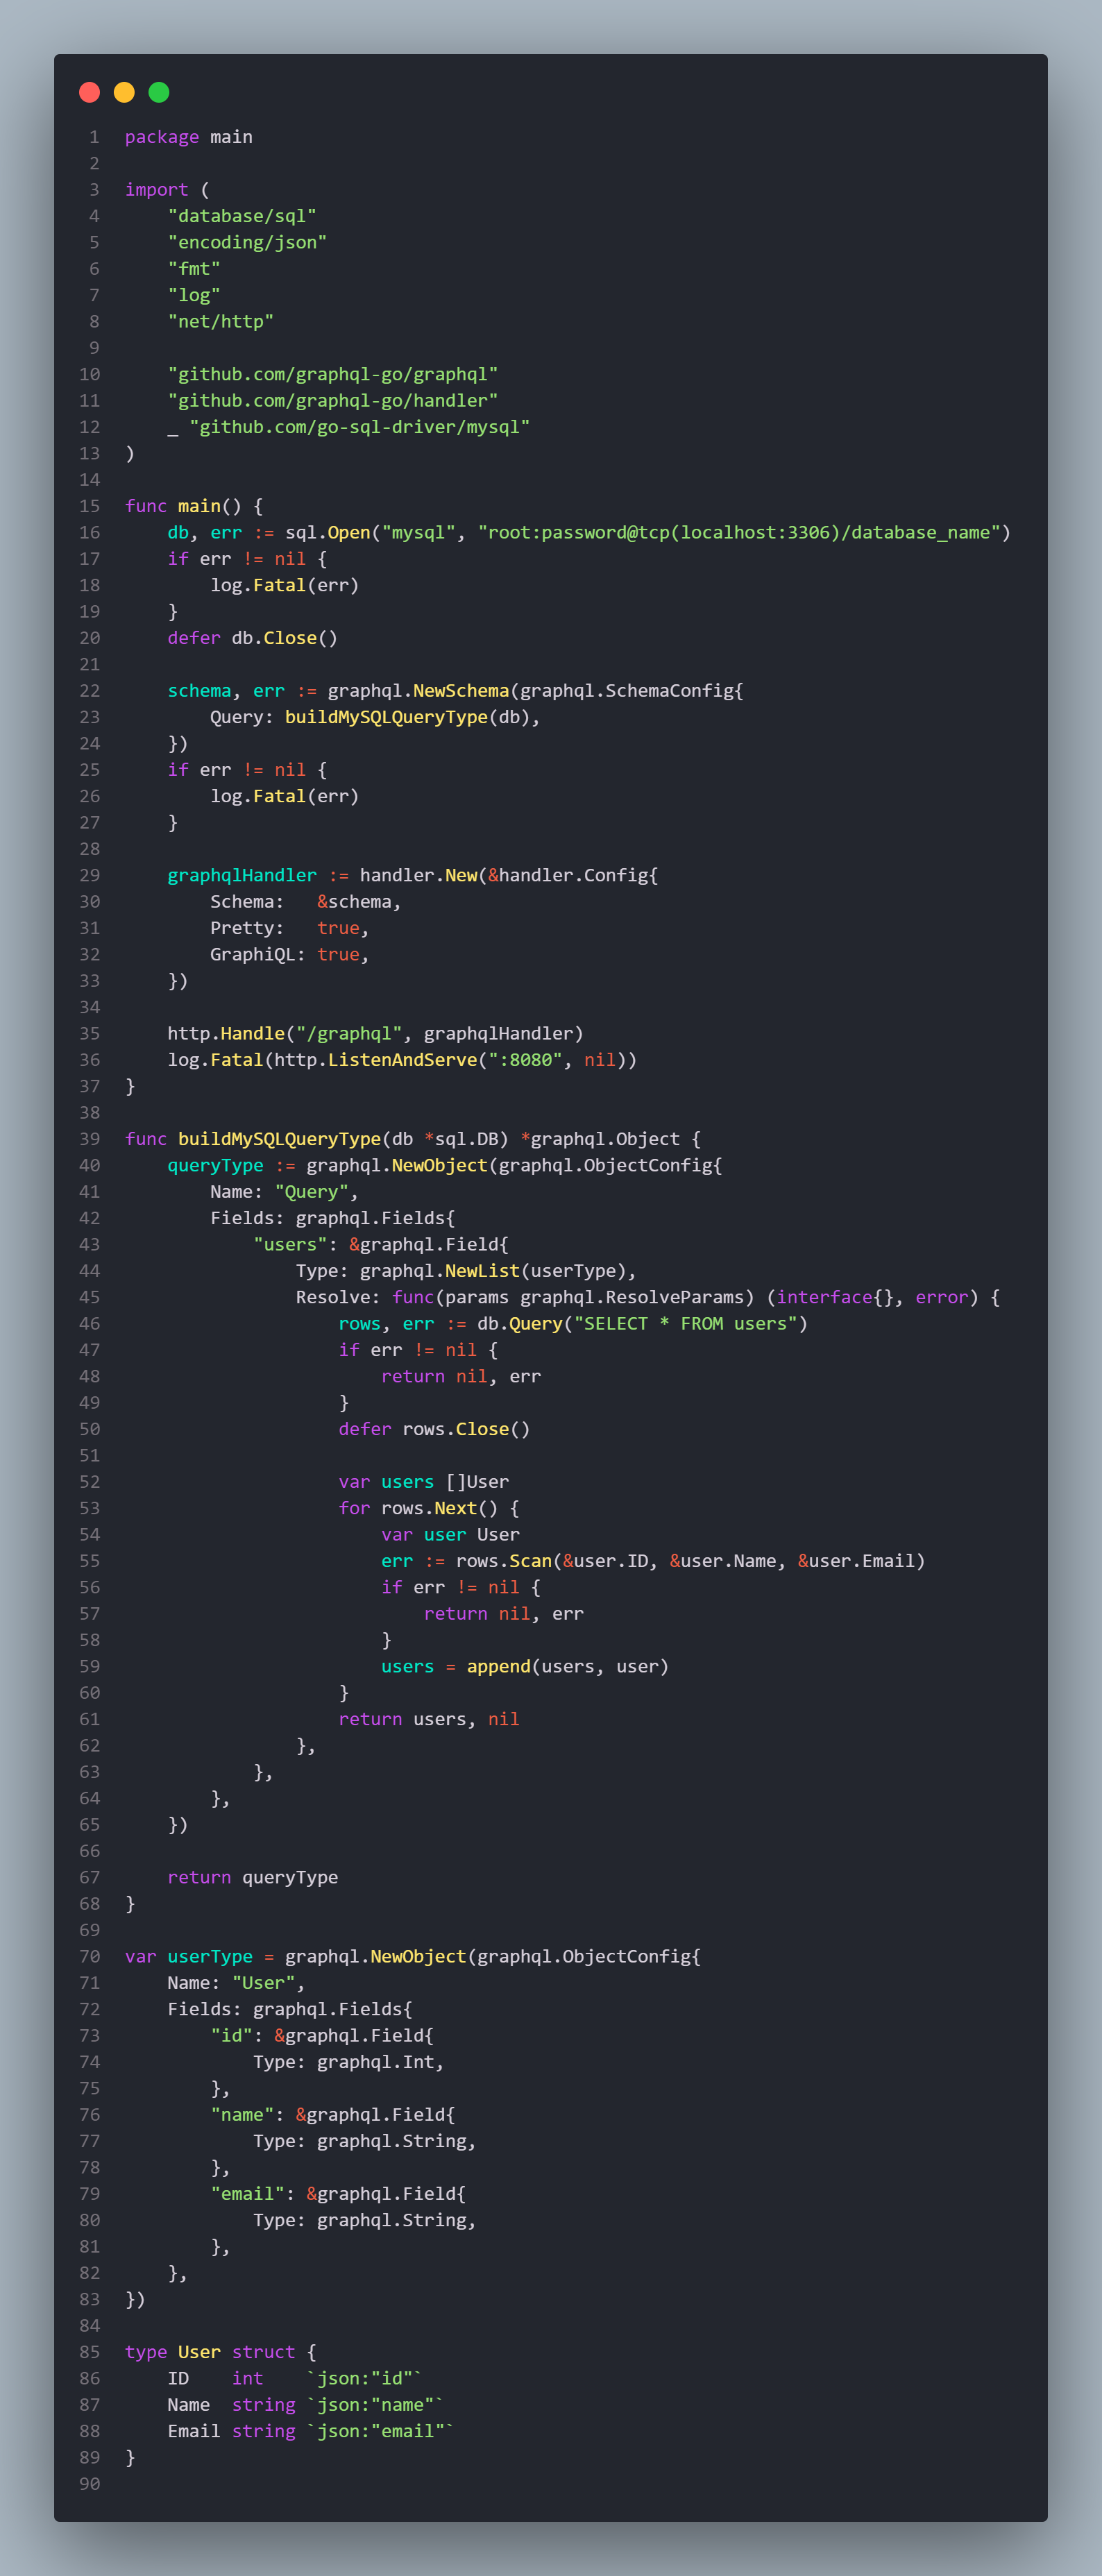 1 package main
2
3 import (
4     "database/sql"
5     "encoding/json"
6     "fmt"
7     "log"
8     "net/http"
9
10     "github.com/graphql-go/graphql"
11     "github.com/graphql-go/handler"
12     _ "github.com/go-sql-driver/mysql"
13 )
14
15 func main() {
16     db, err := sql.Open("mysql", "root:password@tcp(localhost:3306)/database_name")
17     if err != nil {
18         log.Fatal(err)
19     }
20     defer db.Close()
21
22     schema, err := graphql.NewSchema(graphql.SchemaConfig{
23         Query: buildMySQLQueryType(db),
24     })
25     if err != nil {
26         log.Fatal(err)
27     }
28
29     graphqlHandler := handler.New(&handler.Config{
30         Schema:   &schema,
31         Pretty:   true,
32         GraphiQL: true,
33     })
34
35     http.Handle("/graphql", graphqlHandler)
36     log.Fatal(http.ListenAndServe(":8080", nil))
37 }
38
39 func buildMySQLQueryType(db *sql.DB) *graphql.Object {
40     queryType := graphql.NewObject(graphql.ObjectConfig{
41         Name: "Query",
42         Fields: graphql.Fields{
43             "users": &graphql.Field{
44                 Type: graphql.NewList(userType),
45                 Resolve: func(params graphql.ResolveParams) (interface{}, error) {
46                     rows, err := db.Query("SELECT * FROM users")
47                     if err != nil {
48                         return nil, err
49                     }
50                     defer rows.Close()
51
52                     var users []User
53                     for rows.Next() {
54                         var user User
55                         err := rows.Scan(&user.ID, &user.Name, &user.Email)
56                         if err != nil {
57                             return nil, err
58                         }
59                         users = append(users, user)
60                     }
61                     return users, nil
62                 },
63             },
64         },
65     })
66
67     return queryType
68 }
69
70 var userType = graphql.NewObject(graphql.ObjectConfig{
71     Name: "User",
72     Fields: graphql.Fields{
73         "id": &graphql.Field{
74             Type: graphql.Int,
75         },
76         "name": &graphql.Field{
77             Type: graphql.String,
78         },
79         "email": &graphql.Field{
80             Type: graphql.String,
81         },
82     },
83 })
84
85 type User struct {
86     ID    int    `json:"id"`
87     Name  string `json:"name"`
88     Email string `json:"email"`
89 }
90